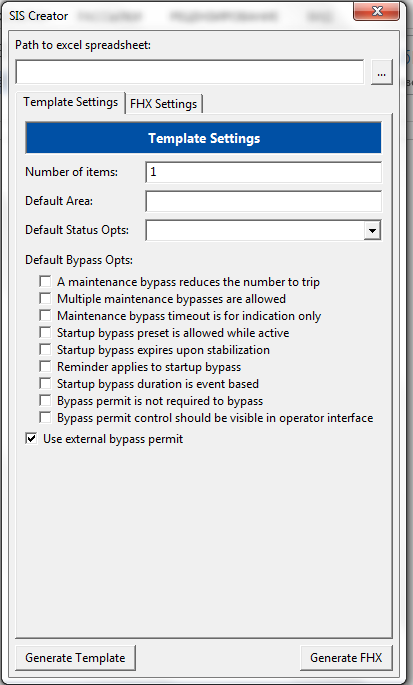 SIS Creator
Path to excel spreadsheet:
...
Template Settings FHX Settings
Template Settings
Number of items: 1
Default Area:
Default Status Opts:
Default Bypass Opts:
A maintenance bypass reduces the number to trip
Multiple maintenance bypasses are allowed
Maintenance bypass timeout is for indication only
Startup bypass preset is allowed while active
Startup bypass expires upon stabilization
Reminder applies to startup bypass
Startup bypass duration is event based
Bypass permit is not required to bypass
Bypass permit control should be visible in operator interface
Use external bypass permit
Generate Template Generate FHX